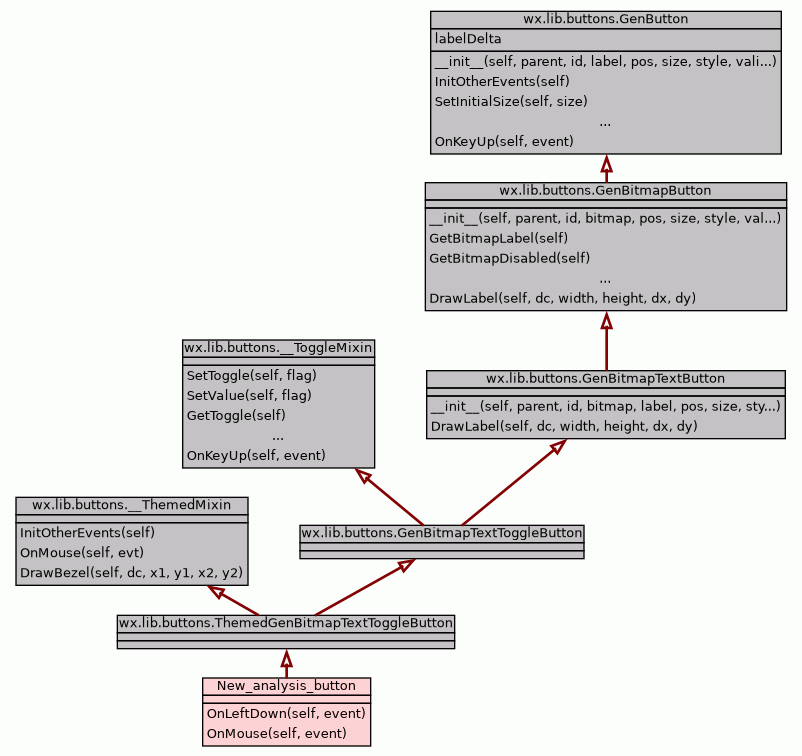 wx.lib.buttons.GenButton
labelDelta
__init__(self, parent, id, label, pos, size, style, vali...)
InitOtherEvents(self)
SetInitialSize(self, size)
...
OnKeyUp(self, event)
wx.lib.buttons.GenBitmapButton
__init__(self, parent, id, bitmap, pos, size, style, val...)
GetBitmapLabel(self)
GetBitmapDisabled(self)
...
DrawLabel(self, dc, width, height, dx, dy)
wx.lib.buttons.__ToggleMixin
SetToggle(self, flag)
SetValue(self, flag)
GetToggle(self)
...
OnKeyUp(self, event)
wx.lib.buttons.GenBitmapTextButton
__init__(self, parent, id, bitmap, label, pos, size, sty...)
DrawLabel(self, dc, width, height, dx, dy)
wx.lib.buttons.__ThemedMixin
InitOtherEvents(self)
OnMouse(self, evt)
DrawBezel(self, dc, x1, y1, x2, y2)
wx.lib.buttons.GenBitmapTextToggleButton
wx.lib.buttons.ThemedGenBitmapTextToggleButton
New_analysis_button
OnLeftDown(self, event)
OnMouse(self, event)